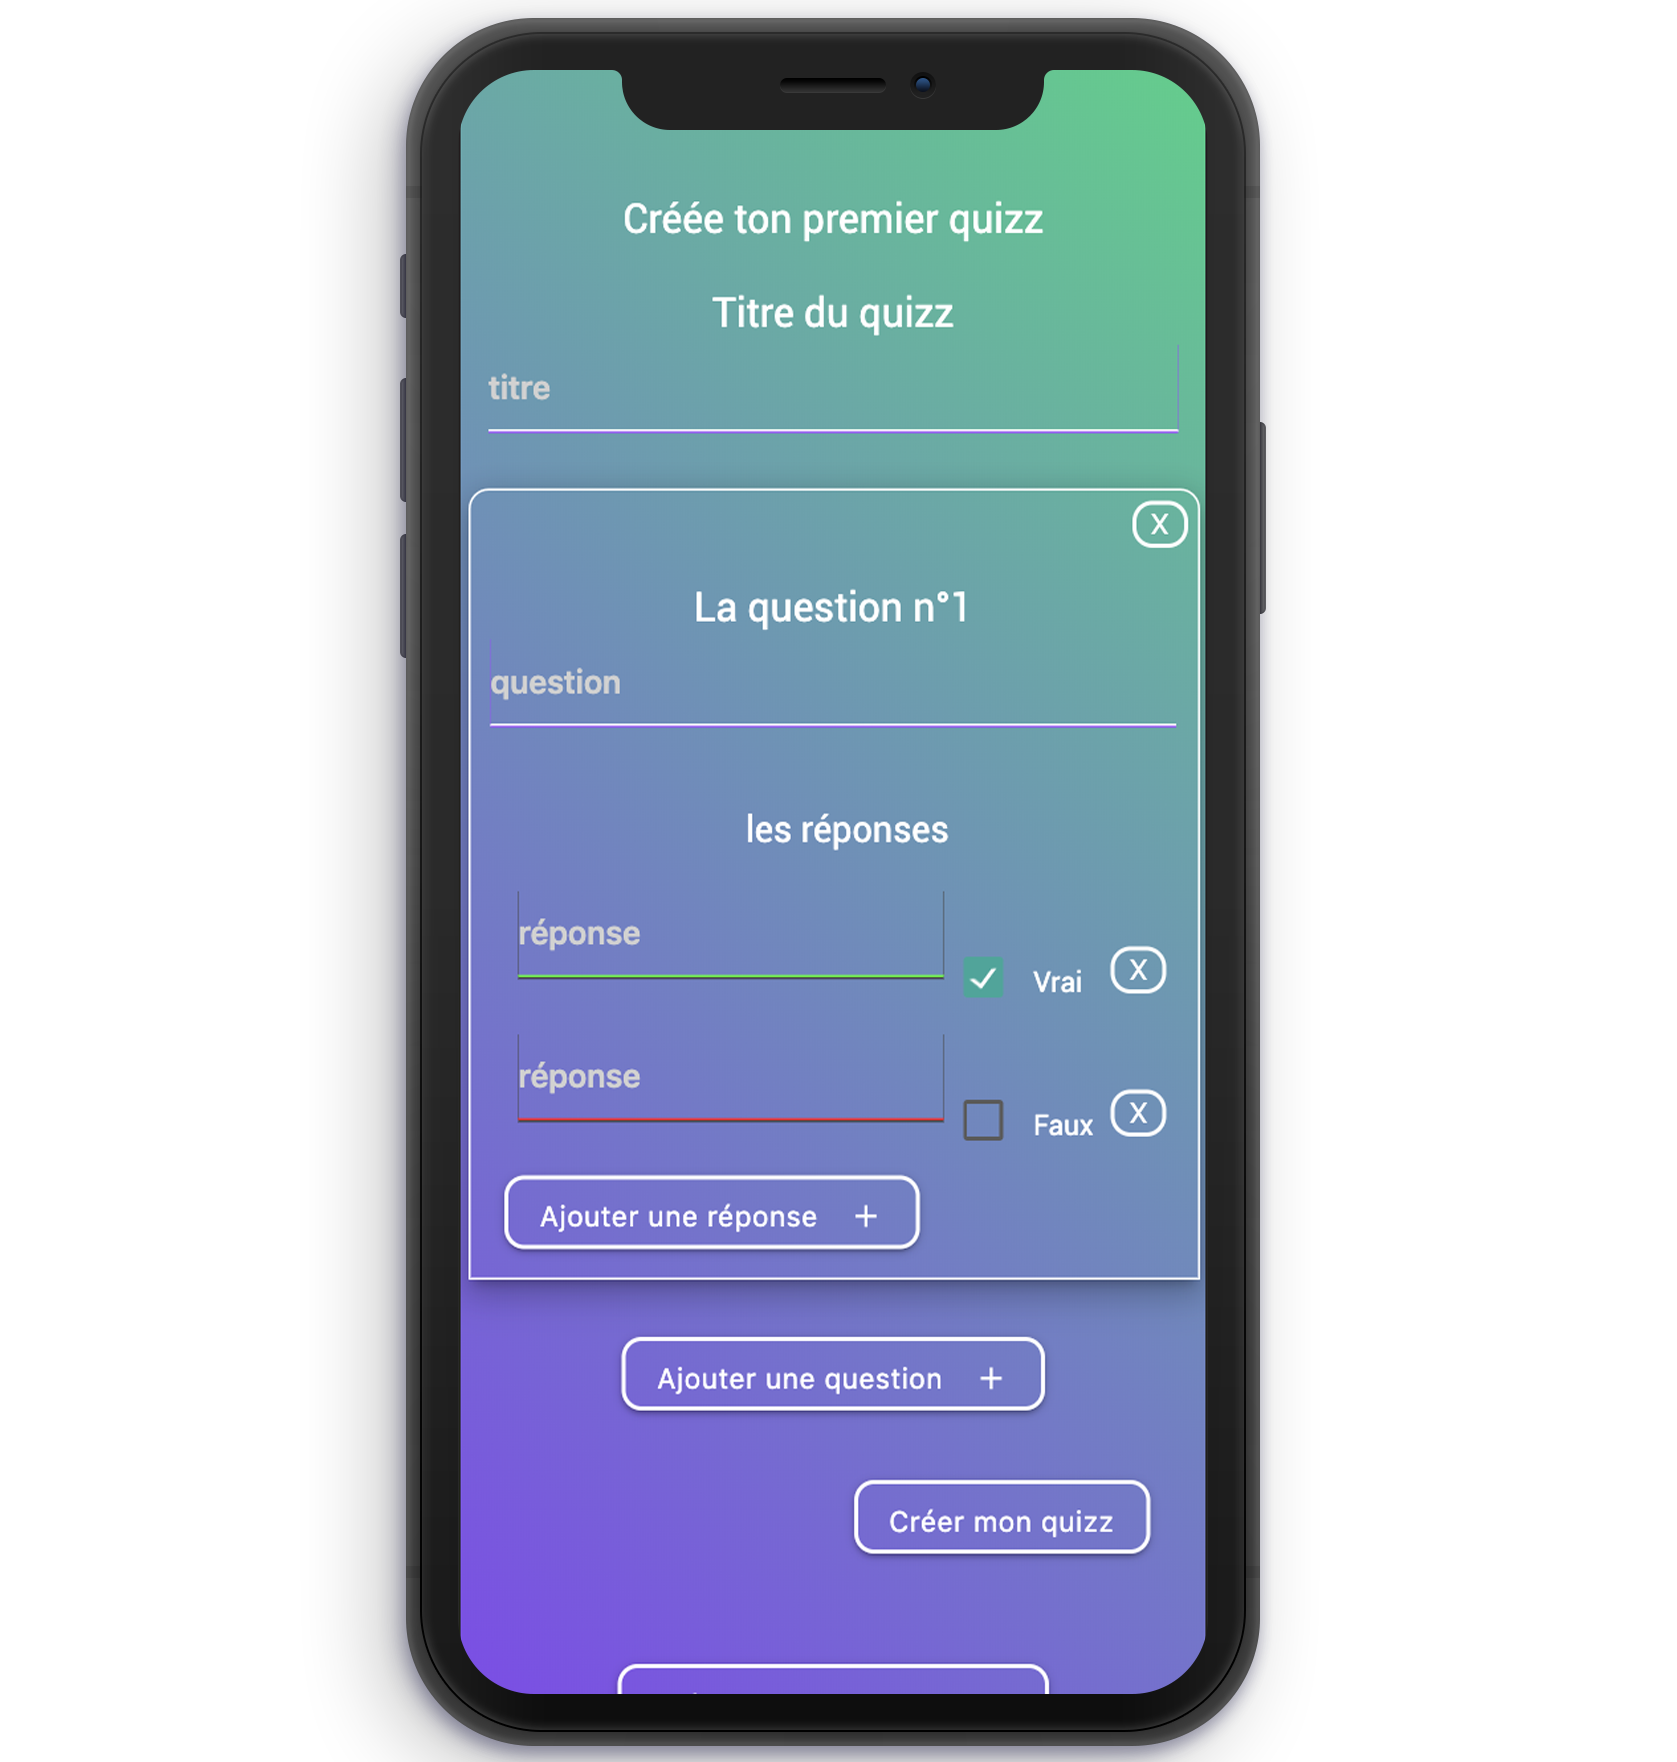 Créée ton premier quizz
Titre du quizz
titre
X
La question n°1
question
les réponses
réponse
Vrai X
réponse
Faux X
Ajouter une réponse +
Ajouter une question +
Créer mon quizz